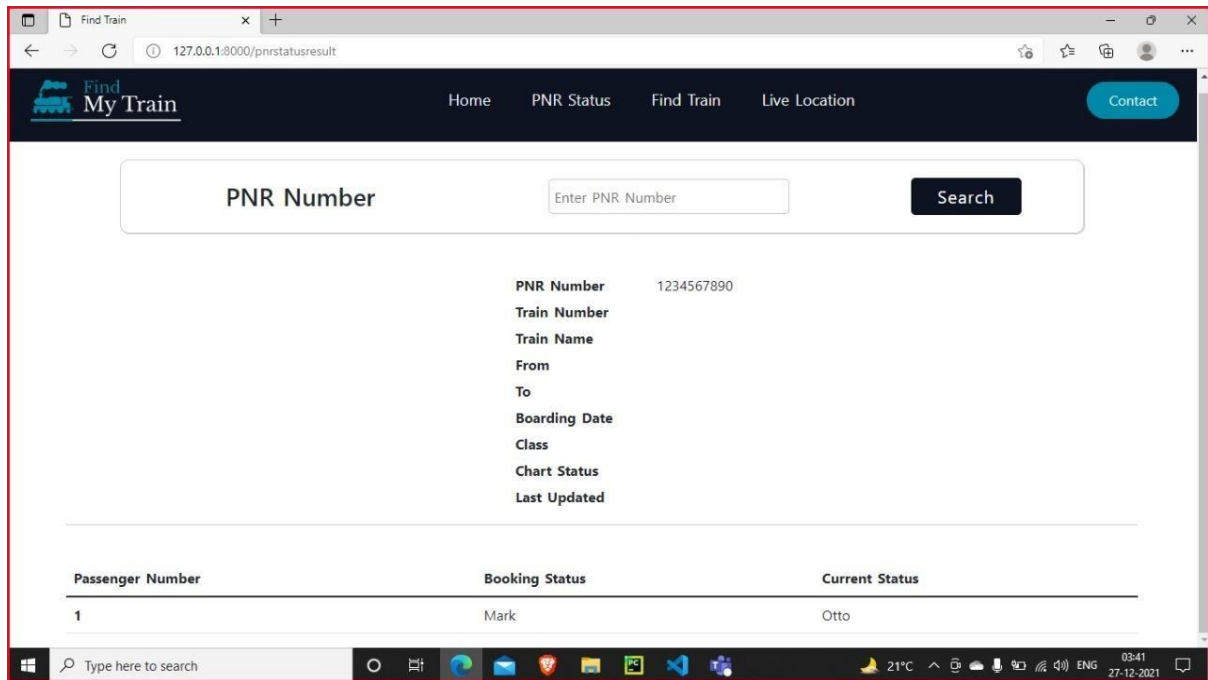 Find Train
127.0.0.1:8000/pnrstatusresult
Find
My Train
Home PNR Status Find Train Live Location Contact
PNR Number Enter PNR Number Search
PNR Number 1234567890
Train Number
Train Name
From
To
Boarding Date
Class
Chart Status
Last Updated
Passenger Number Booking Status Current Status
1 Mark Otto
Type here to search 21°C ENG 03:41
27-12-2021